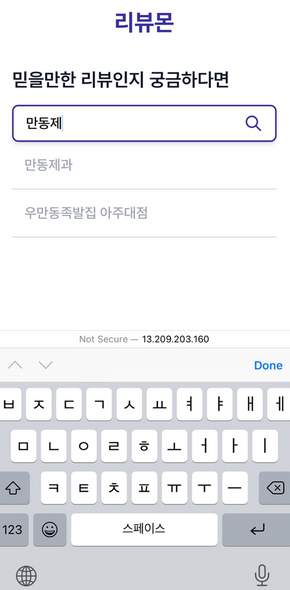 리뷰몬
믿을만한 리뷰인지 궁금하다면
만동제
만동제과
우만동족발집 아주대점
Not Secure — 13.209.203.160
Done
ㅂ ㅈ ㄷ ㄱ ㅅ ㅛ ㅕ ㅑ ㅐ ㅔ
ㅁ ㄴ ㅇ ㄹ ㅎ ㅗ ㅓ ㅏ ㅣ
ㅋ ㅌ ㅊ ㅍ ㅠ ㅜ ㅡ
123 스페이스